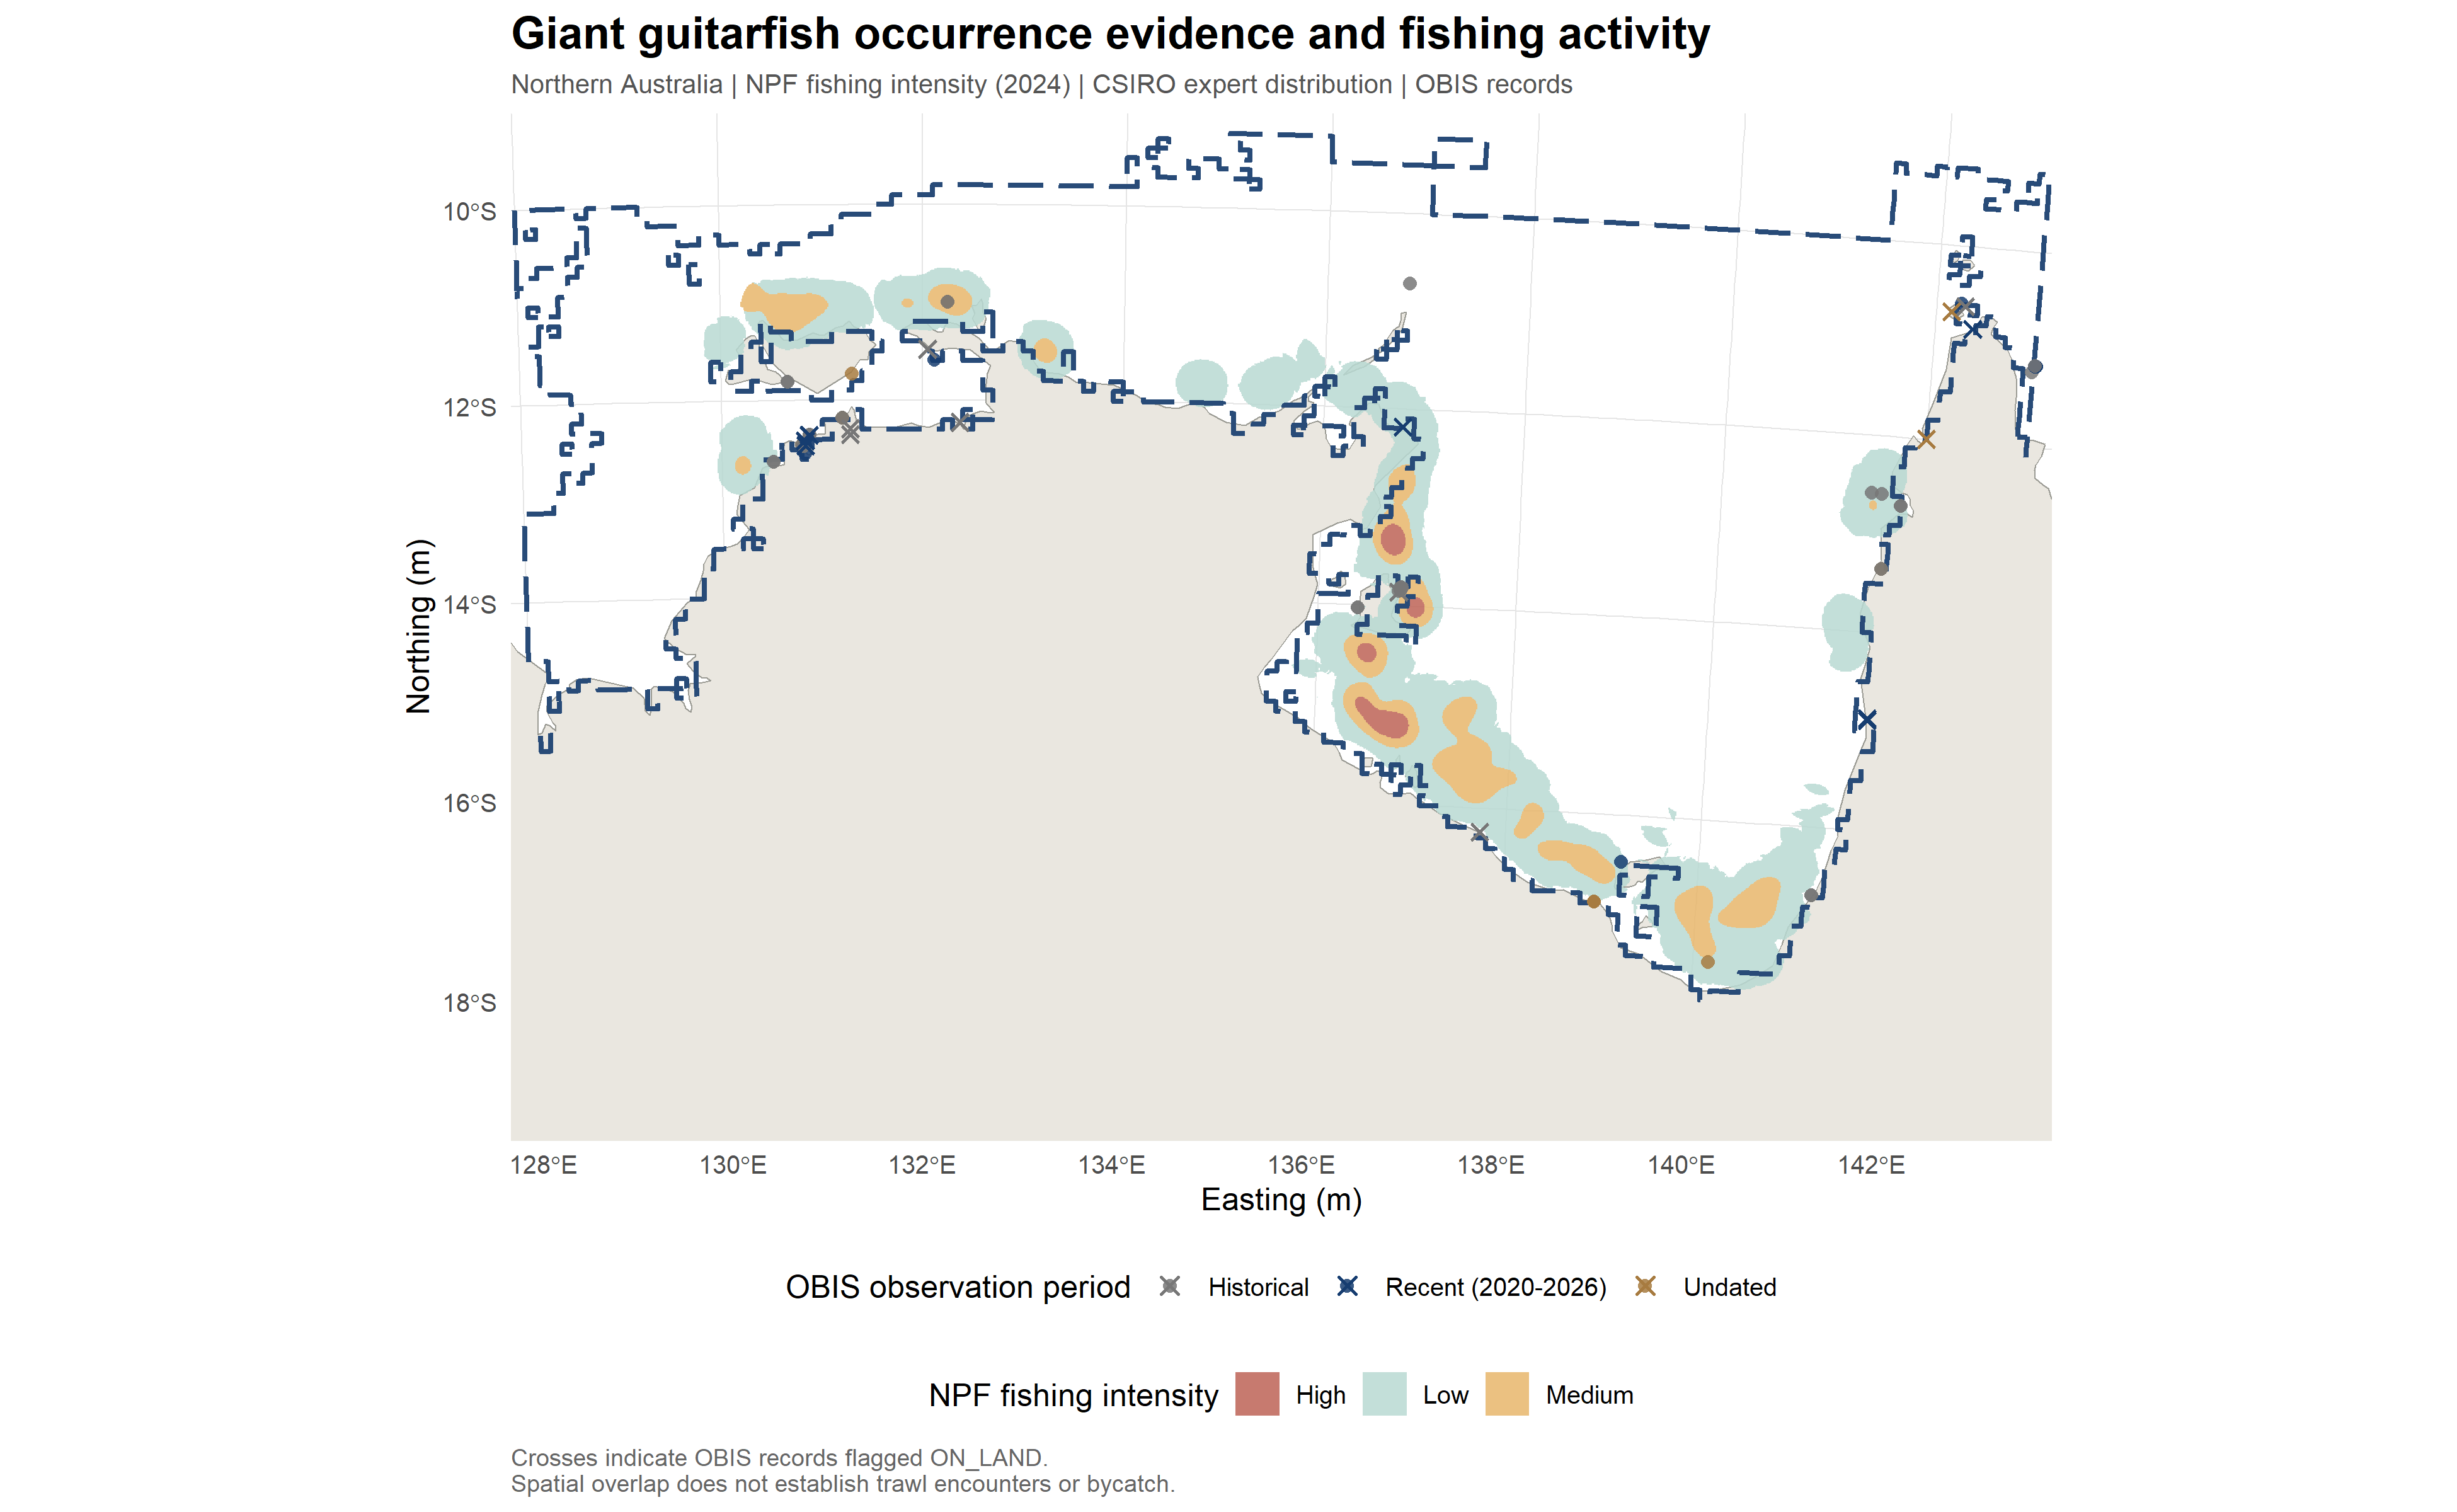 Giant guitarfish occurrence evidence and fishing activity
Northern Australia | NPF fishing intensity (2024) | CSIRO expert distribution | OBIS records
10°S
12°S
14°S
16°S
18°S
Northing (m)
128°E 130°E 132°E 134°E 136°E 138°E 140°E 142°E
Easting (m)
OBIS observation period Historical Recent (2020-2026) Undated
NPF fishing intensity High Low Medium
Crosses indicate OBIS records flagged ON_LAND.
Spatial overlap does not establish trawl encounters or bycatch.